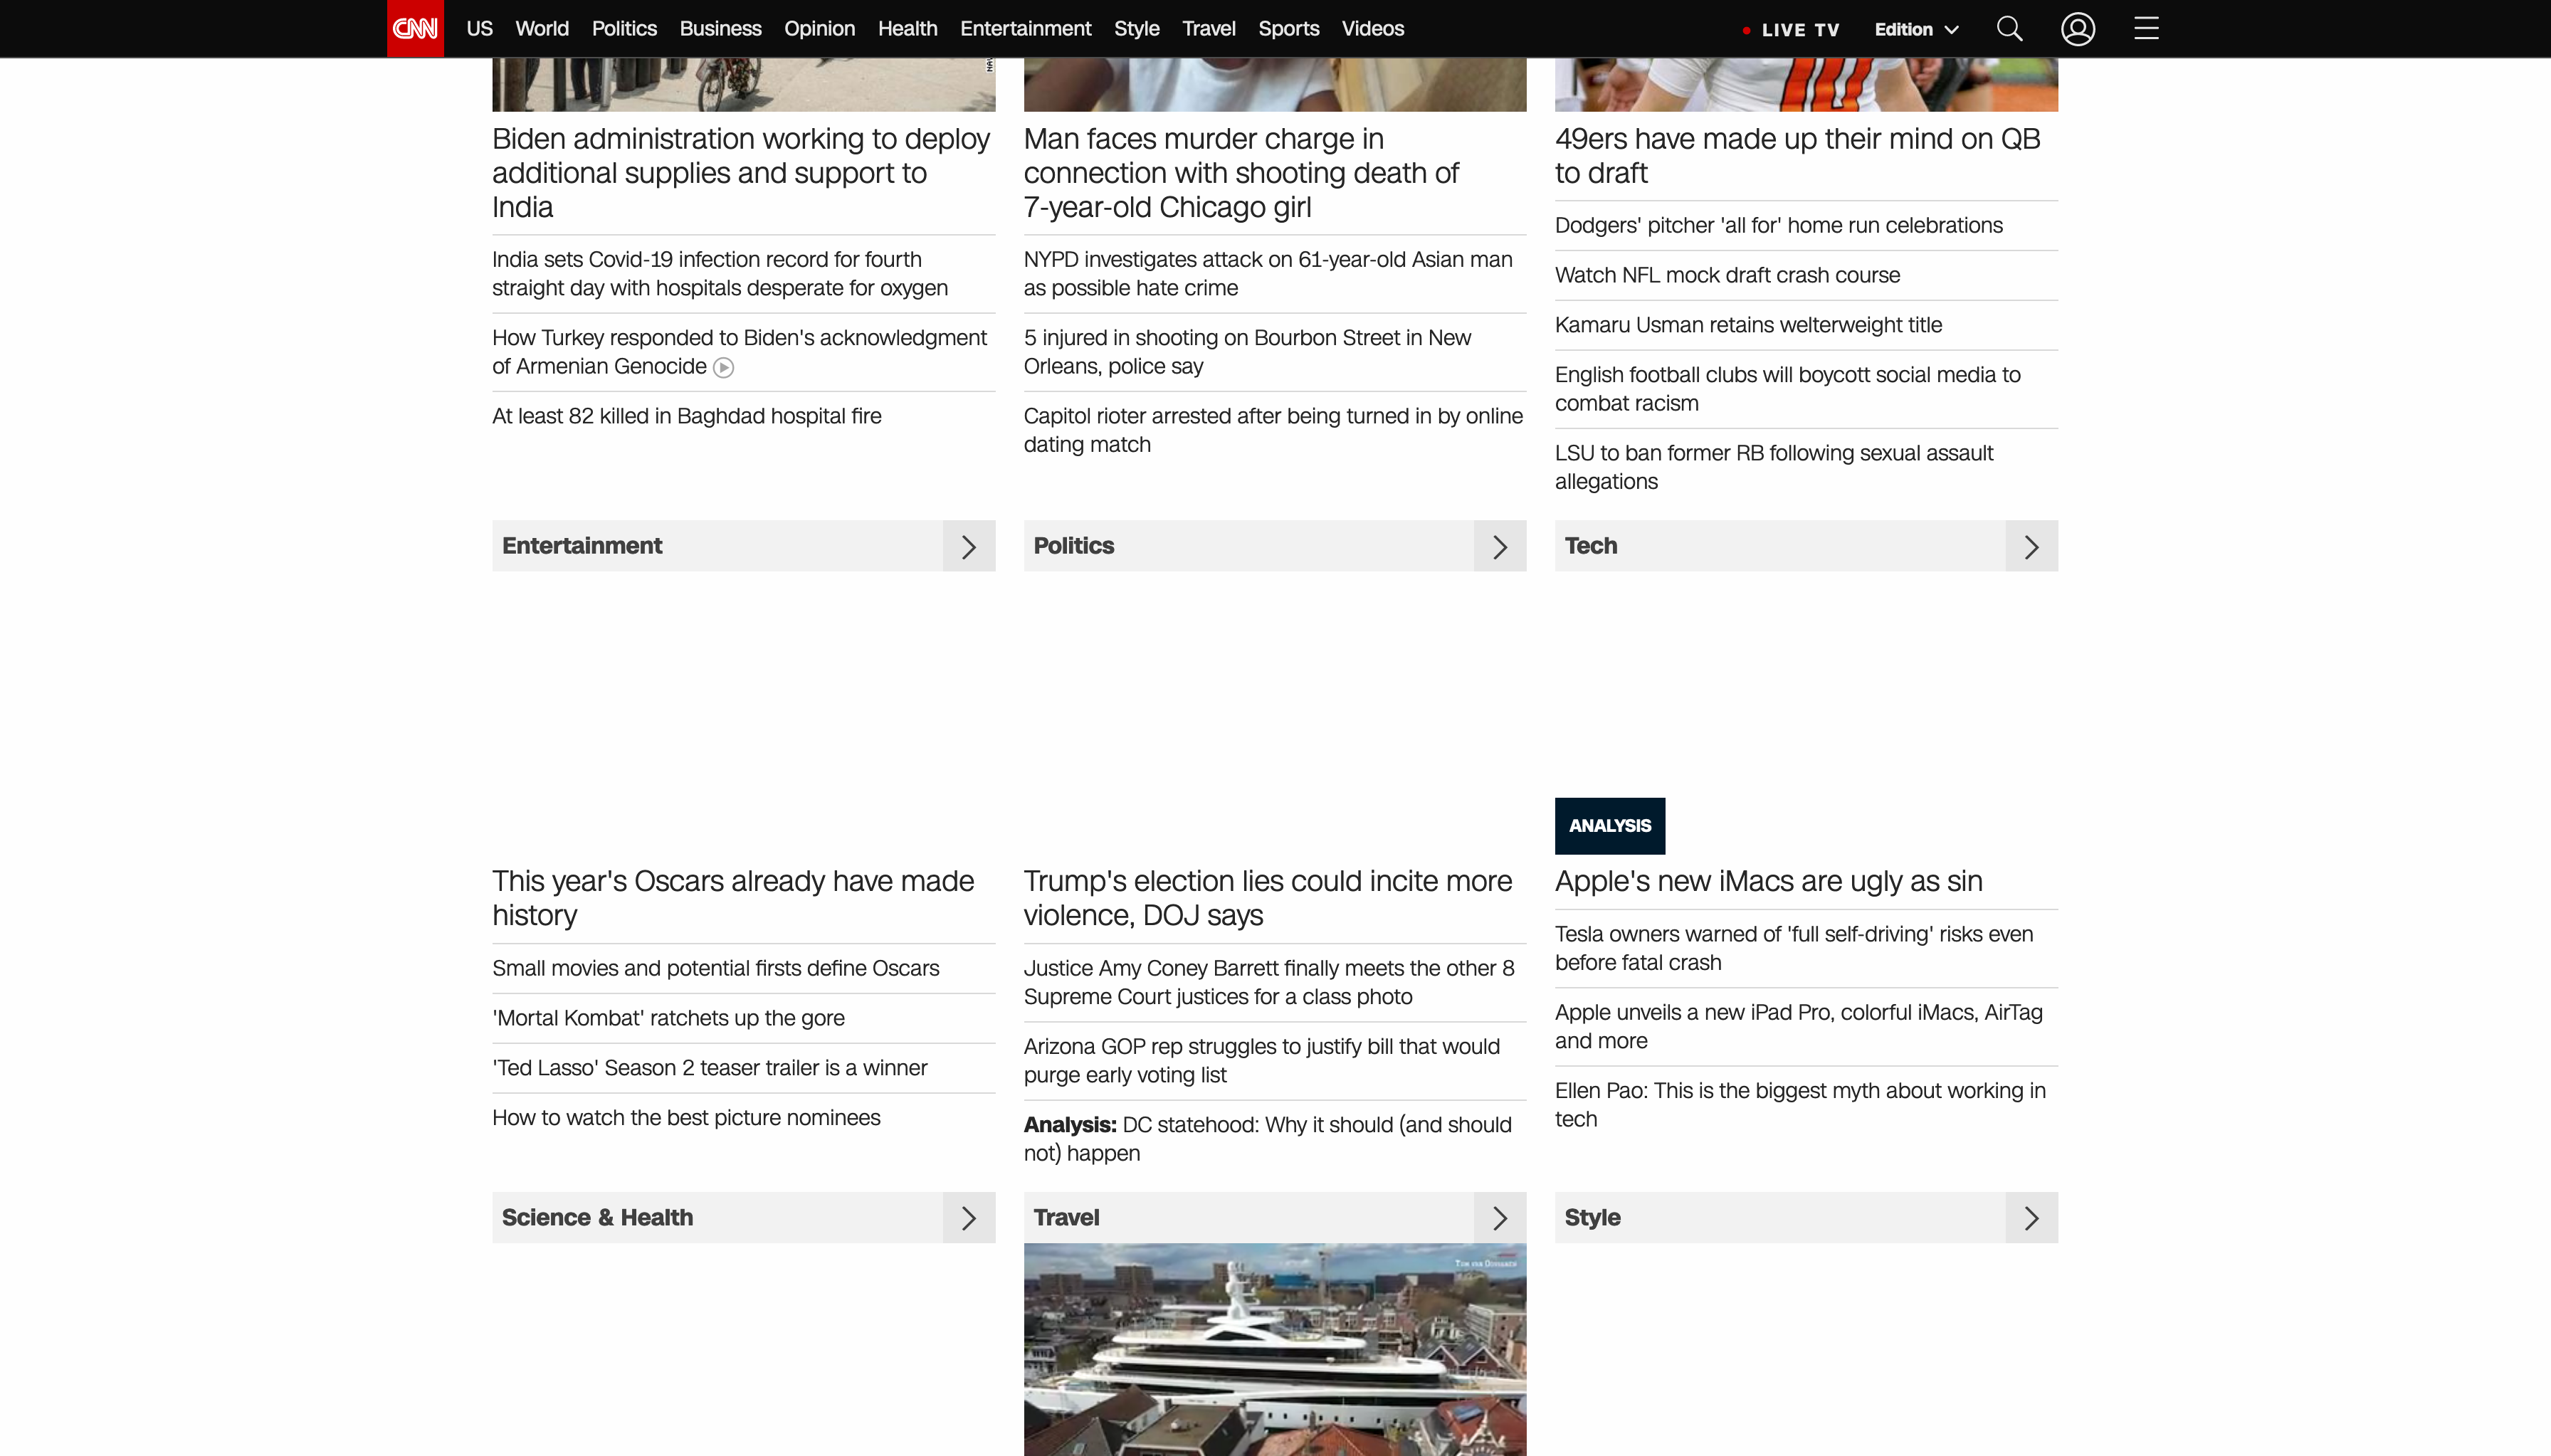 CNN
US World Politics Business Opinion Health Entertainment Style Travel Sports Videos
LIVE TV Edition
Biden administration working to deploy
additional supplies and support to
India
India sets Covid-19 infection record for fourth
straight day with hospitals desperate for oxygen
How Turkey responded to Biden's acknowledgment
of Armenian Genocide
At least 82 killed in Baghdad hospital fire
Man faces murder charge in
connection with shooting death of
7-year-old Chicago girl
NYPD investigates attack on 61-year-old Asian man
as possible hate crime
5 injured in shooting on Bourbon Street in New
Orleans, police say
Capitol rioter arrested after being turned in by online
dating match
49ers have made up their mind on QB
to draft
Dodgers' pitcher 'all for' home run celebrations
Watch NFL mock draft crash course
Kamaru Usman retains welterweight title
English football clubs will boycott social media to
combat racism
LSU to ban former RB following sexual assault
allegations
Entertainment
This year's Oscars already have made
history
Small movies and potential firsts define Oscars
'Mortal Kombat' ratchets up the gore
'Ted Lasso' Season 2 teaser trailer is a winner
How to watch the best picture nominees
Politics
Trump's election lies could incite more
violence, DOJ says
Justice Amy Coney Barrett finally meets the other 8
Supreme Court justices for a class photo
Arizona GOP rep struggles to justify bill that would
purge early voting list
Analysis: DC statehood: Why it should (and should
not) happen
Tech
ANALYSIS
Apple's new iMacs are ugly as sin
Tesla owners warned of 'full self-driving' risks even
before fatal crash
Apple unveils a new iPad Pro, colorful iMacs, AirTag
and more
Ellen Pao: This is the biggest myth about working in
tech
Science & Health
Travel
Style